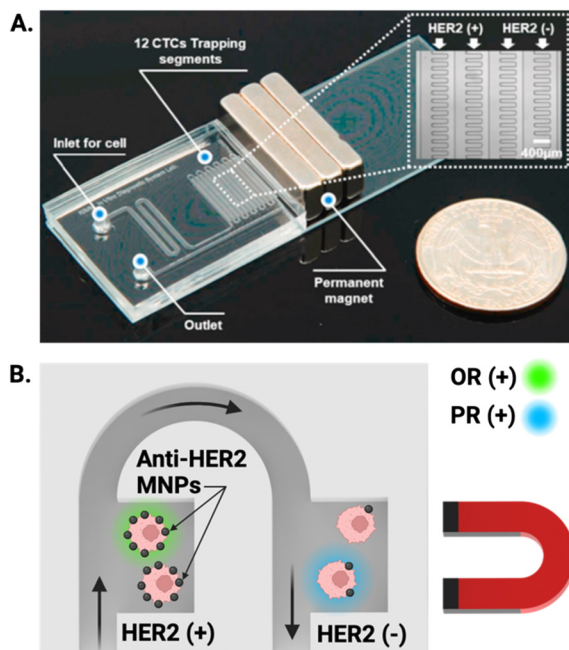 A.
12 CTCs Trapping
segments
HER2 (+) HER2 (-)
400μm
Inlet for cell
Permanent
magnet
Outlet
B.
OR (+)
PR (+)
Anti-HER2
MNPs
HER2 (+)
HER2 (-)